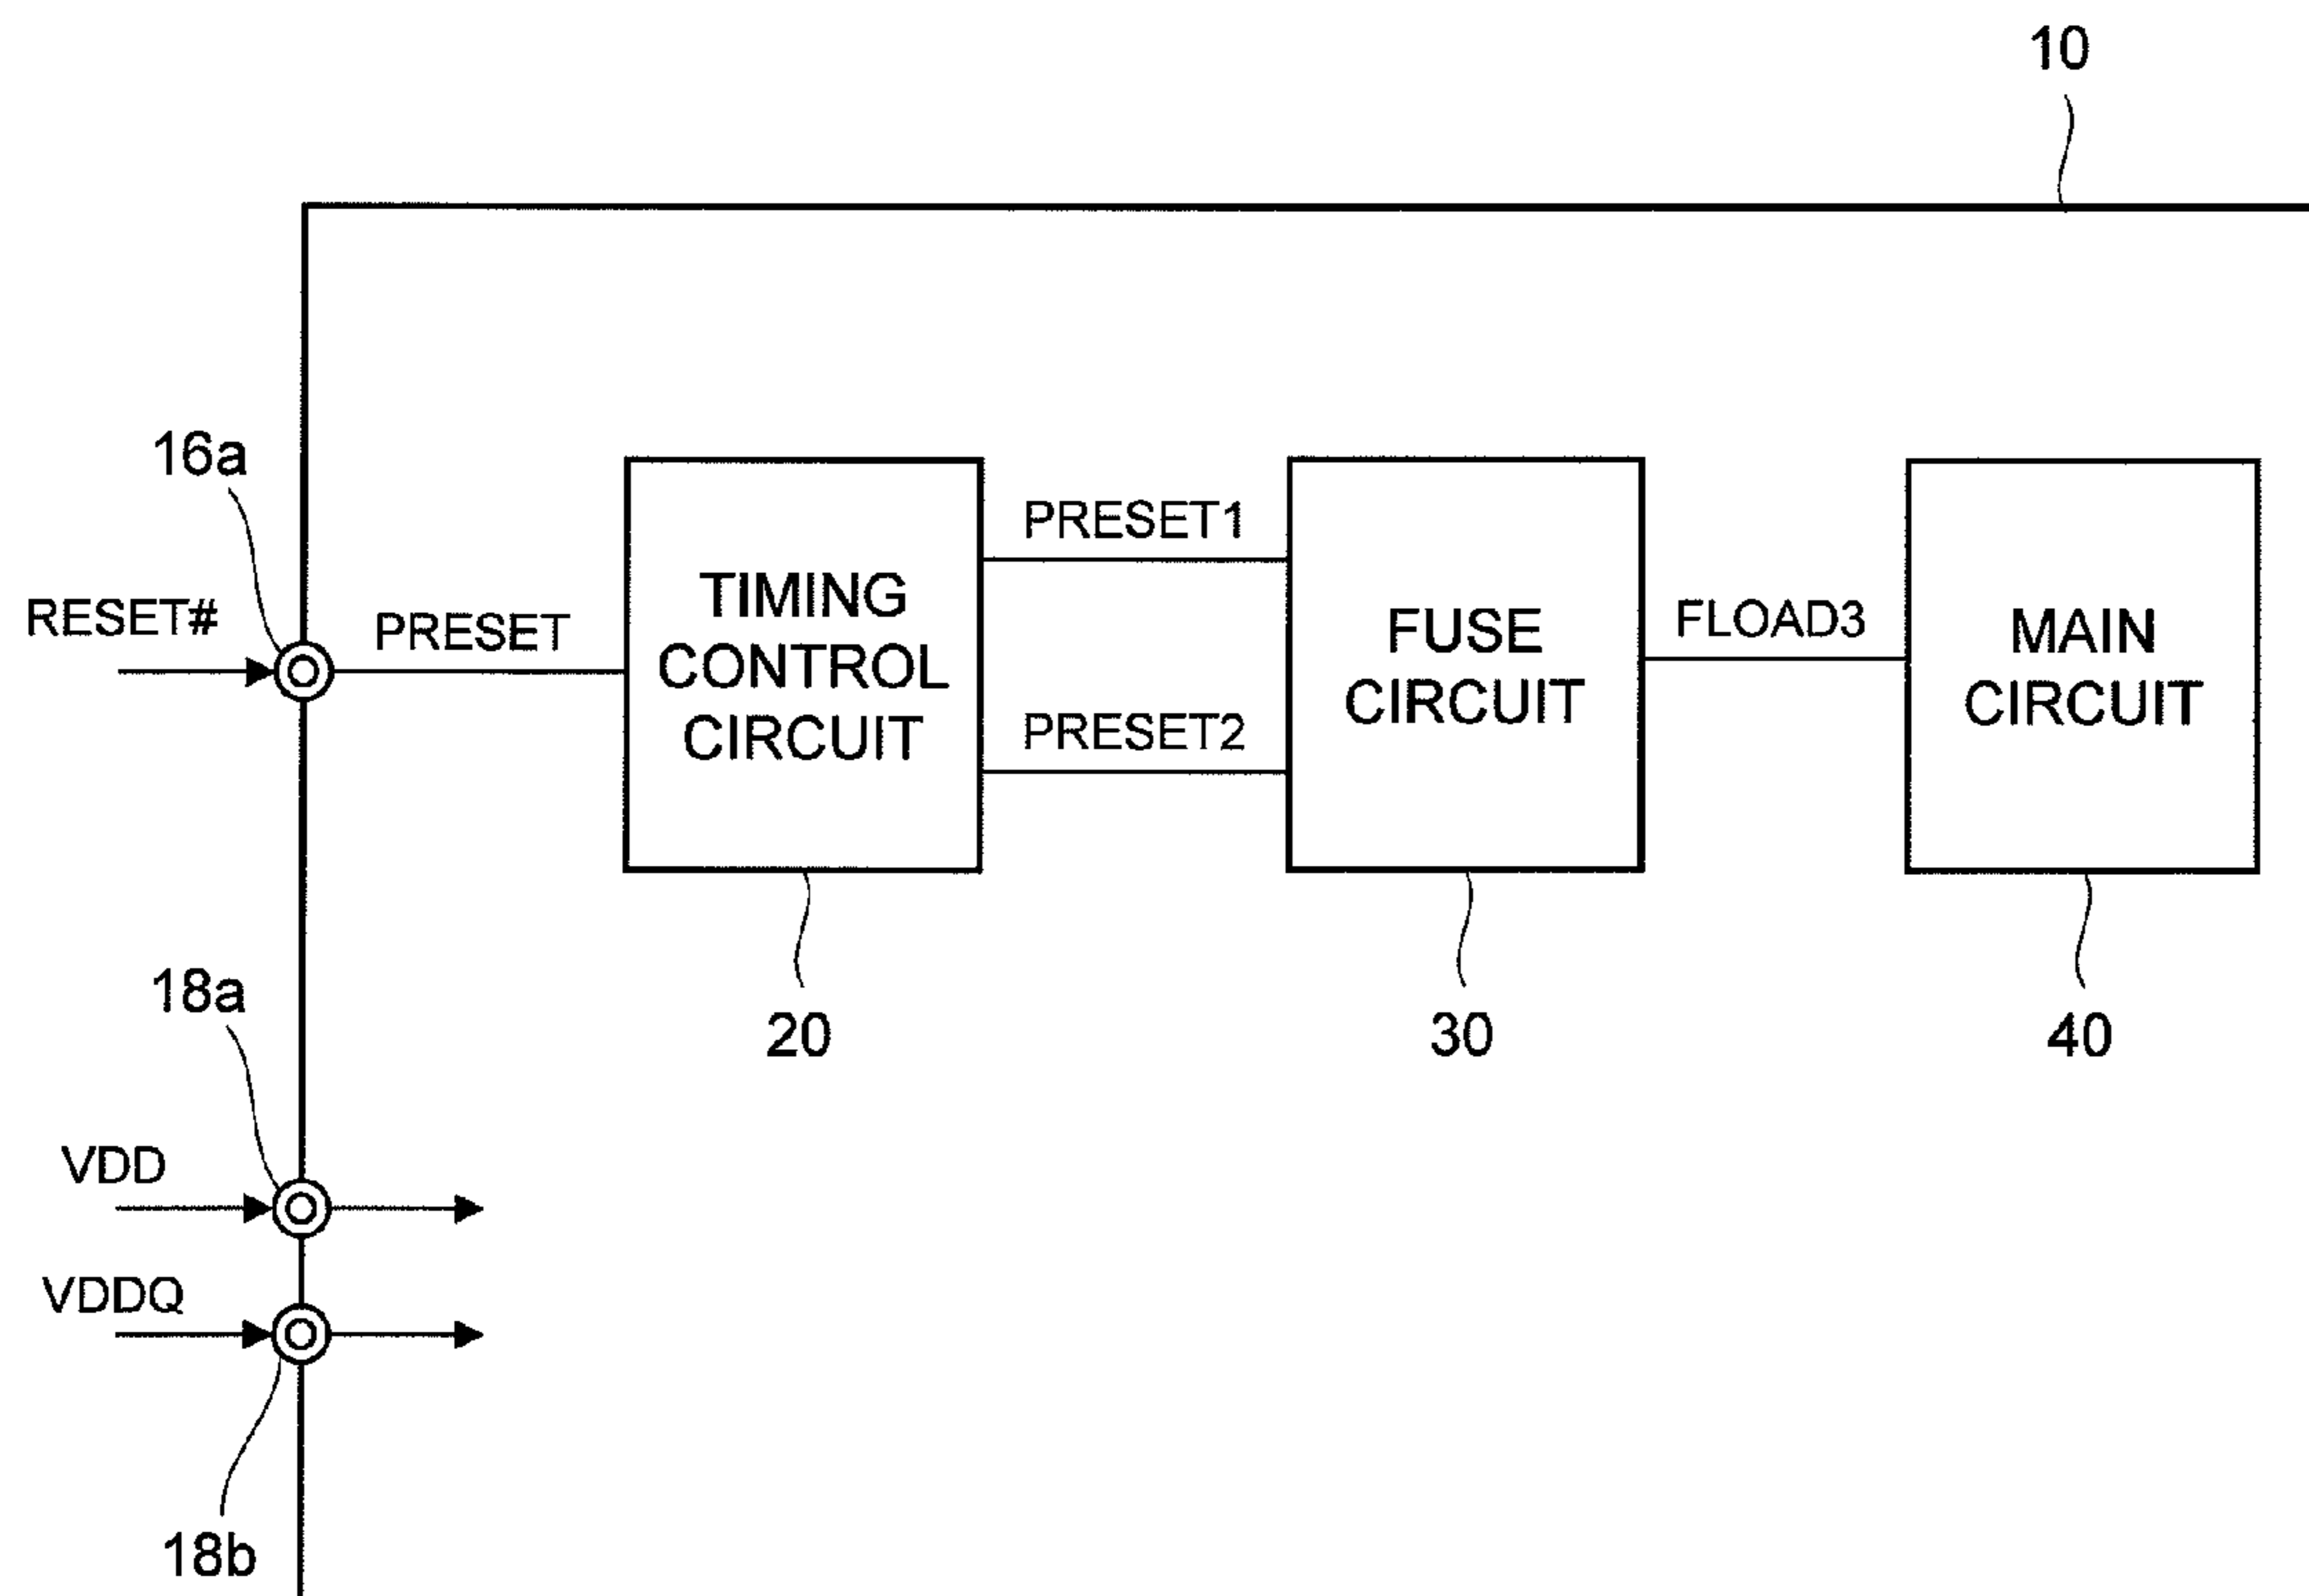 10
16a
RESET#
PRESET
TIMING
CONTROL
CIRCUIT
PRESET1
PRESET2
FUSE
CIRCUIT
FLOAD3
MAIN
CIRCUIT
20
30
40
18a
VDD
VDDQ
18b